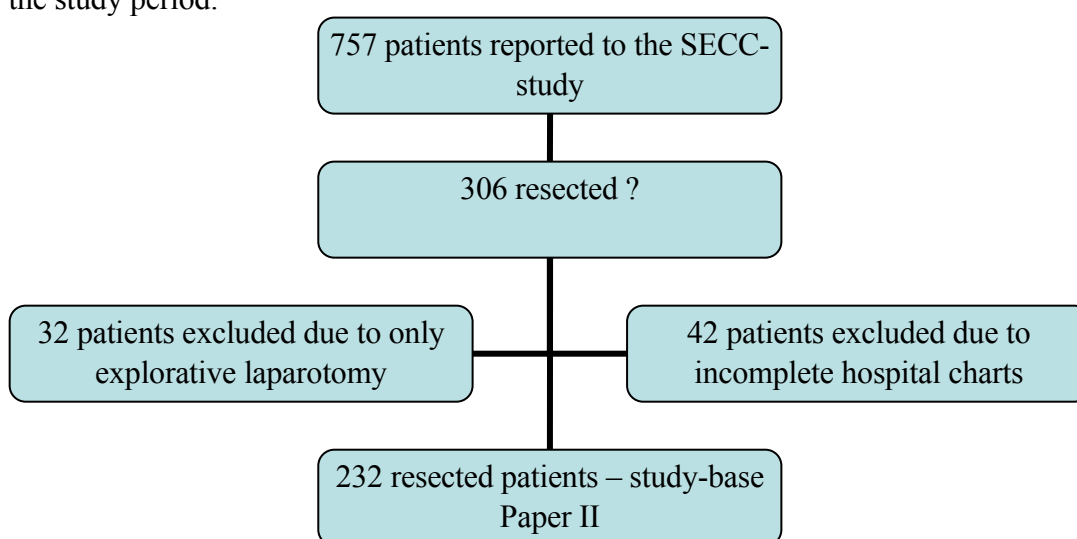 the study period.
757 patients reported to the SECC-
study
306 resected ?
32 patients excluded due to only
explorative laparotomy
42 patients excluded due to
incomplete hospital charts
232 resected patients – study-base
Paper II